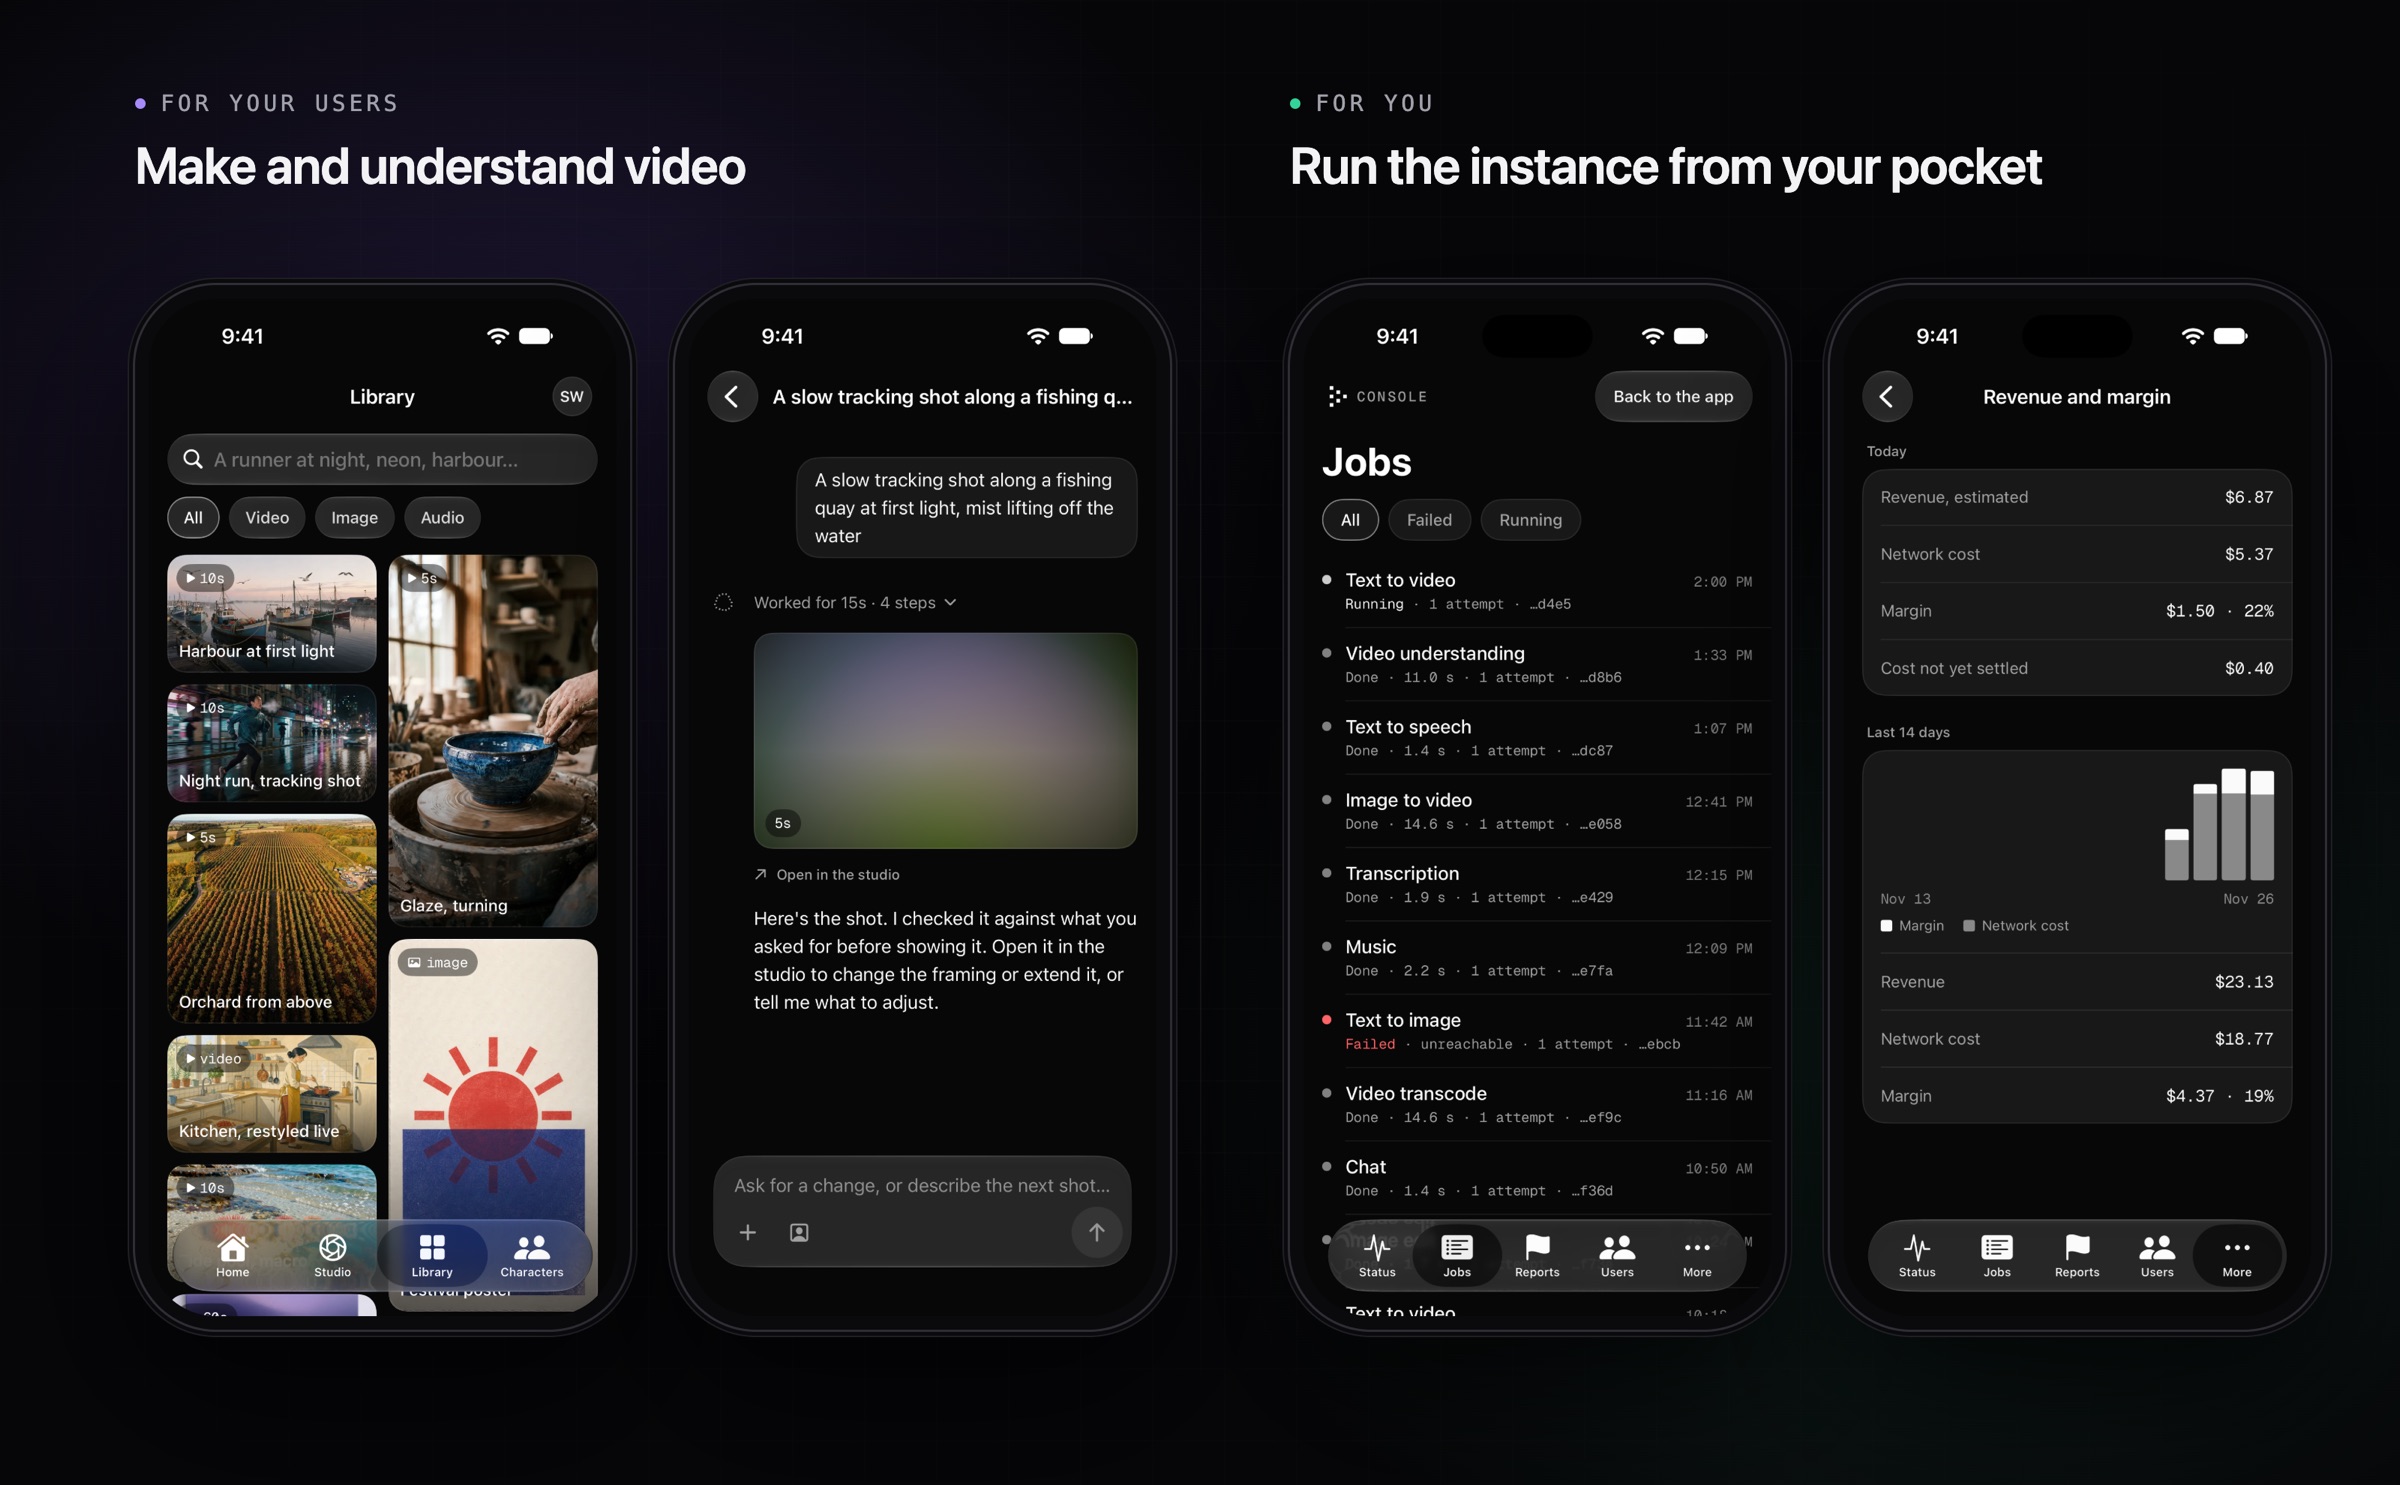 FOR YOUR USERS
Make and understand video
9:41
Library
SW
A runner at night, neon, harbour...
All
Video
Image
Audio
10s
Harbour at first light
10s
Night run, tracking shot
5s
Orchard from above
video
Kitchen, restyled live
10s
5s
Glaze, turning
image
Festival poster
Home
Studio
Library
Characters
60s
9:41
A slow tracking shot along a fishing q...
A slow tracking shot along a fishing
quay at first light, mist lifting off the
water
Worked for 15s · 4 steps
5s
Open in the studio
Here's the shot. I checked it against what you
asked for before showing it. Open it in the
studio to change the framing or extend it, or
tell me what to adjust.
Ask for a change, or describe the next shot...
FOR YOU
Run the instance from your pocket
9:41
CONSOLE
Back to the app
Jobs
All
Failed
Running
Text to video
2:00 PM
Running · 1 attempt · …d4e5
Video understanding
1:33 PM
Done · 11.0 s · 1 attempt · …d8b6
Text to speech
1:07 PM
Done · 1.4 s · 1 attempt · …dc87
Image to video
12:41 PM
Done · 14.6 s · 1 attempt · …e058
Transcription
12:15 PM
Done · 1.9 s · 1 attempt · …e429
Music
12:09 PM
Done · 2.2 s · 1 attempt · …e7fa
Text to image
11:42 AM
Failed · unreachable · 1 attempt · …ebcb
Video transcode
11:16 AM
Done · 14.6 s · 1 attempt · …ef9c
Chat
10:50 AM
Done · 1.4 s · 1 attempt · …f36d
Status
Jobs
Reports
Users
More
Text to video
9:41
Revenue and margin
Today
Revenue, estimated
$6.87
Network cost
$5.37
Margin
$1.50 · 22%
Cost not yet settled
$0.40
Last 14 days
Nov 13
Nov 26
Margin
Network cost
Revenue
$23.13
Network cost
$18.77
Margin
$4.37 · 19%
Status
Jobs
Reports
Users
More